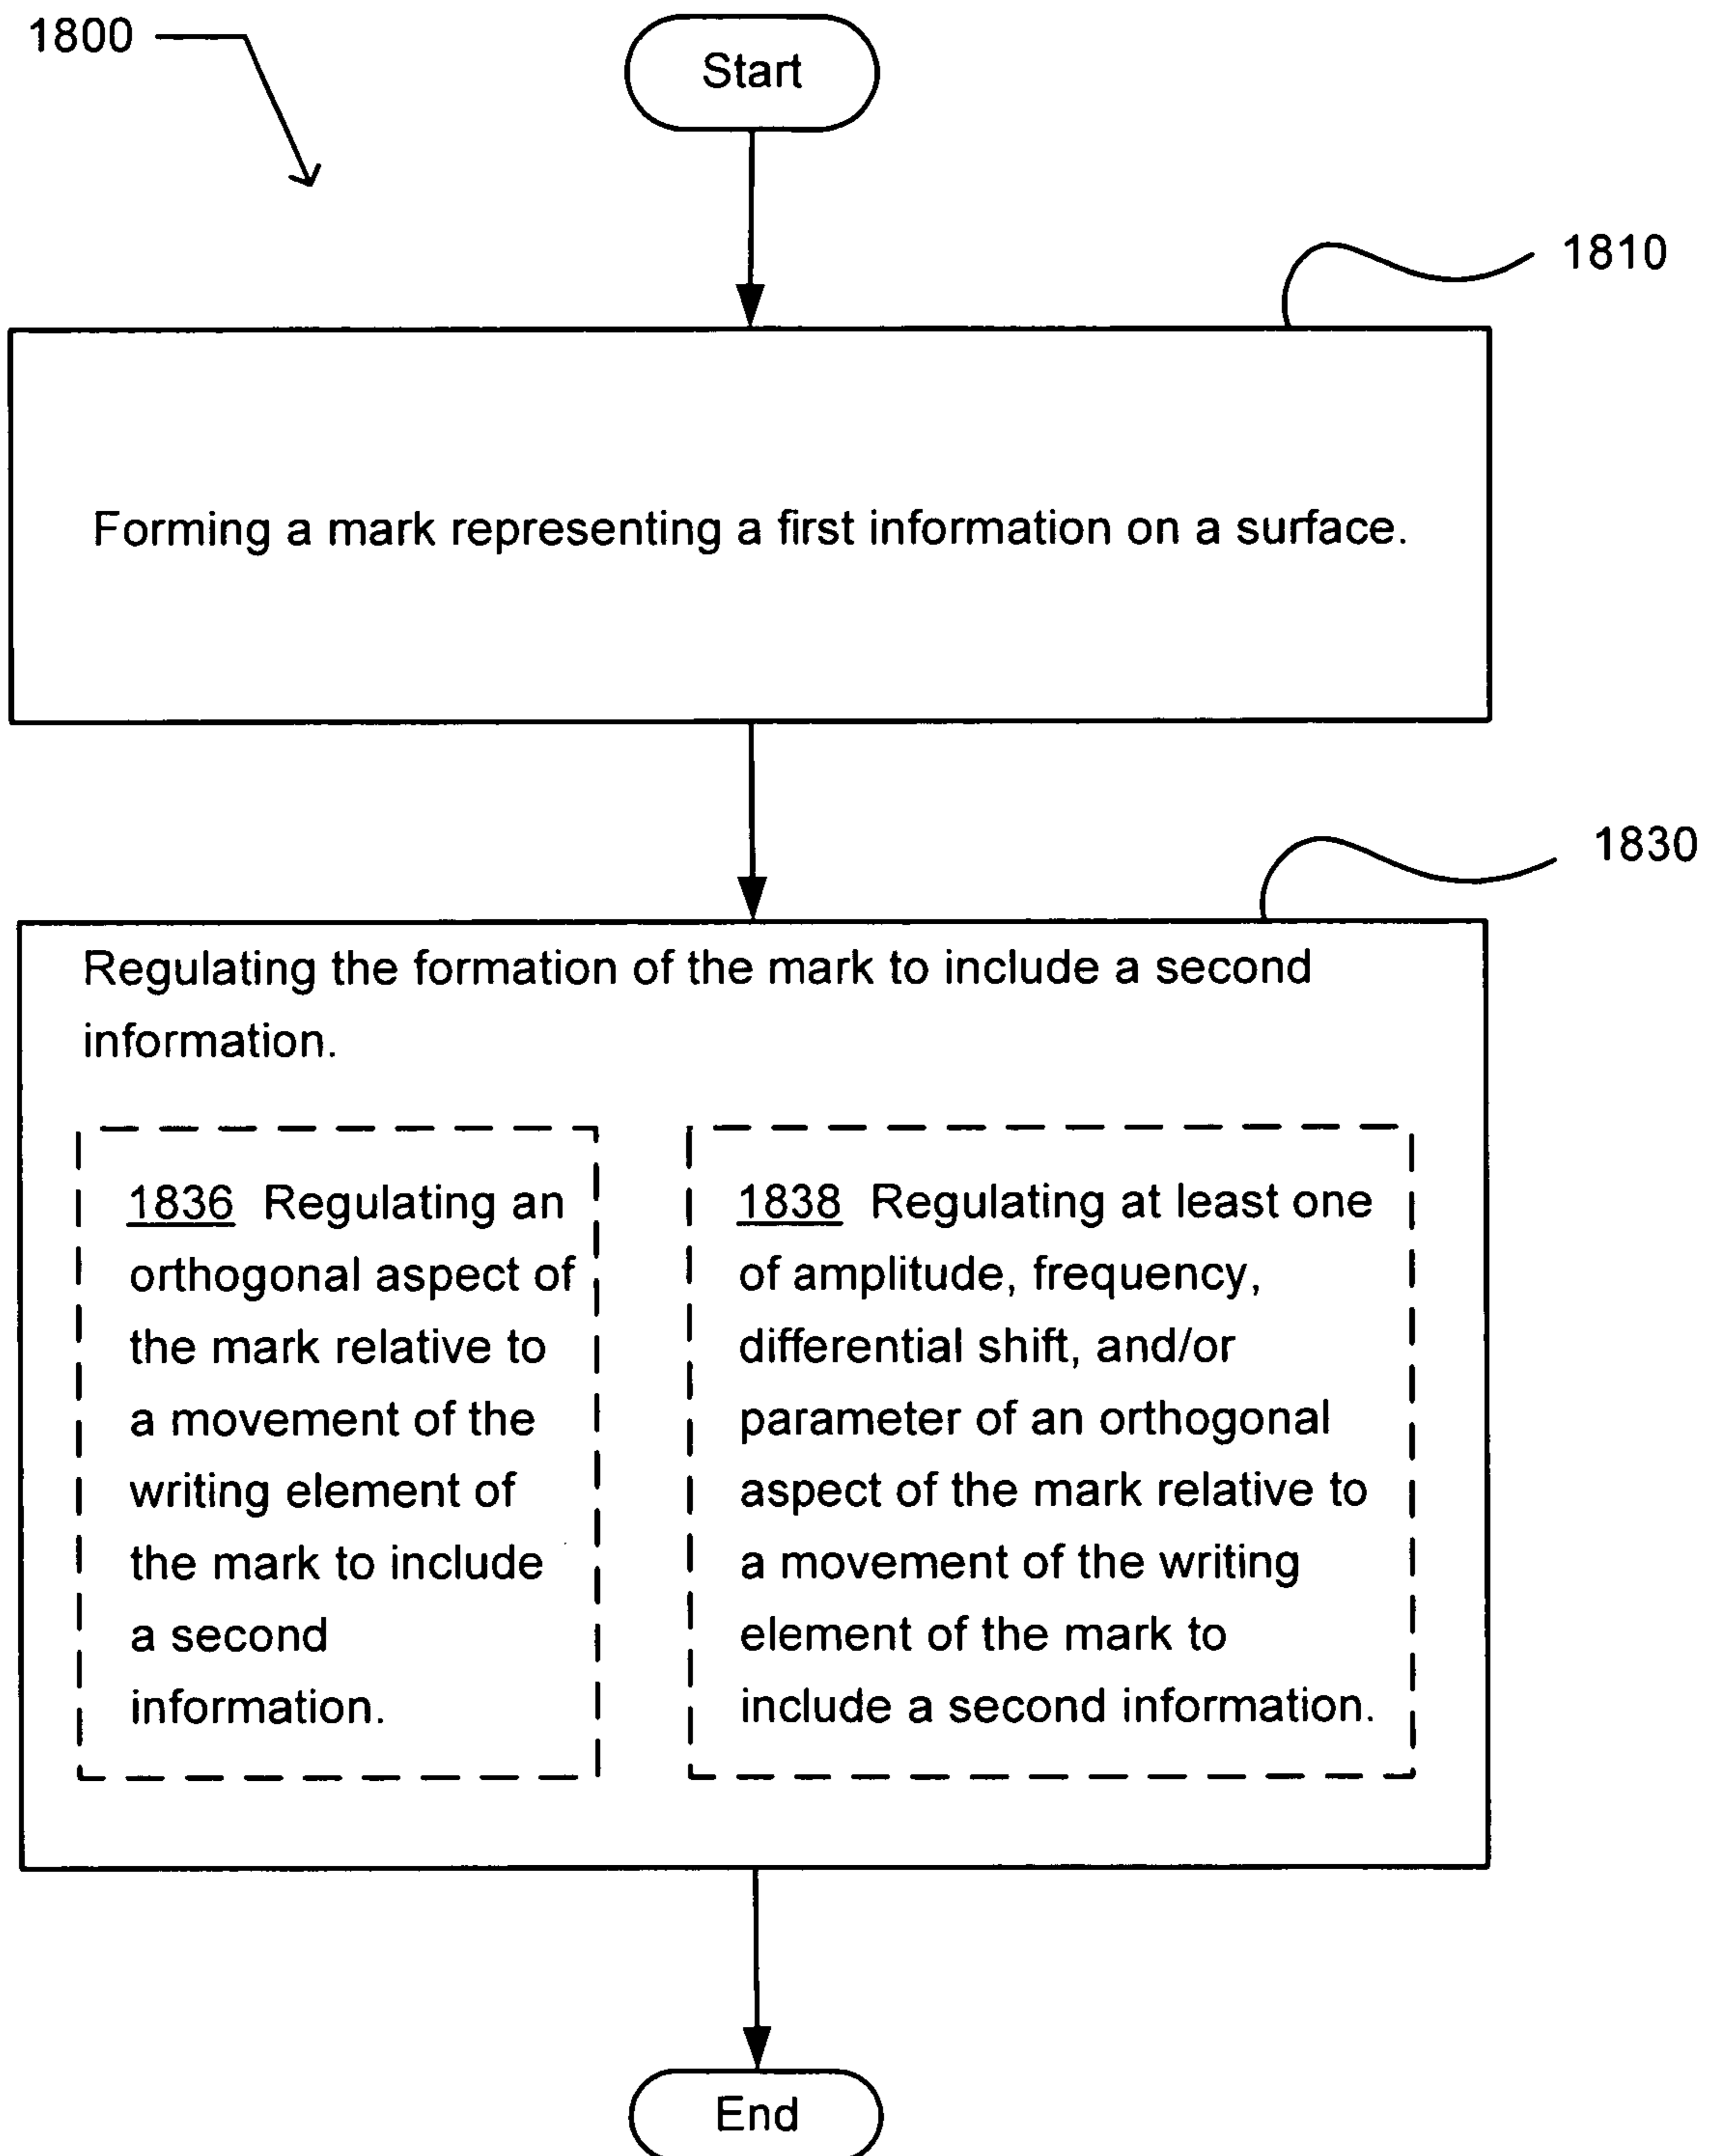 1800
Start
1810
Forming a mark representing a first information on a surface.
1830
Regulating the formation of the mark to include a second
information.
1836 Regulating an
orthogonal aspect of
the mark relative to
a movement of the
writing element of
the mark to include
a second
information.
1838 Regulating at least one
of amplitude, frequency,
differential shift, and/or
parameter of an orthogonal
aspect of the mark relative to
a movement of the writing
element of the mark to
include a second information.
End